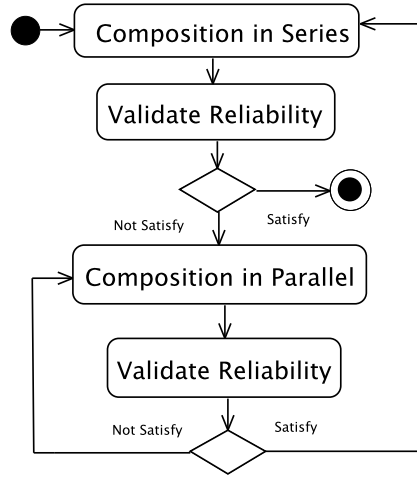 Composition in Series
Validate Reliability
Not Satisfy
Satisfy
Composition in Parallel
Validate Reliability
Not Satisfy
Satisfy